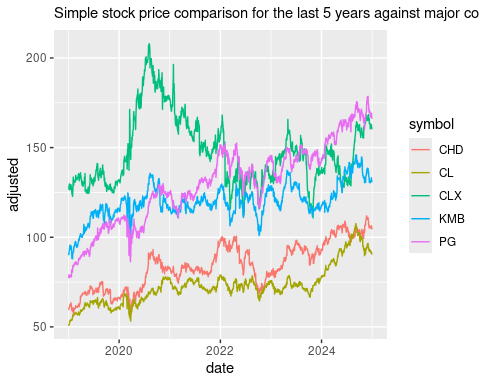 Simple stock price comparison for the last 5 years against major co
adjusted
200
150
100
50
2020
2022
2024
date
symbol
CHD
CL
CLX
KMB
PG